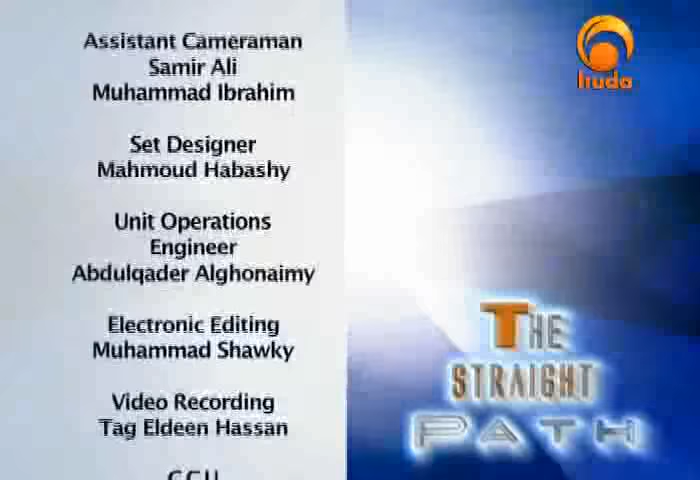 Assistant Cameraman
Samir Ali
Muhammad Ibrahim
Set Designer
Mahmoud Habashy
Unit Operations
Engineer
Abdulqader Alghonaimy
Electronic Editing
Muhammad Shawky
Video Recording
Tag Eldeen Hassan
huda
THE
STRAIGHT
PATH